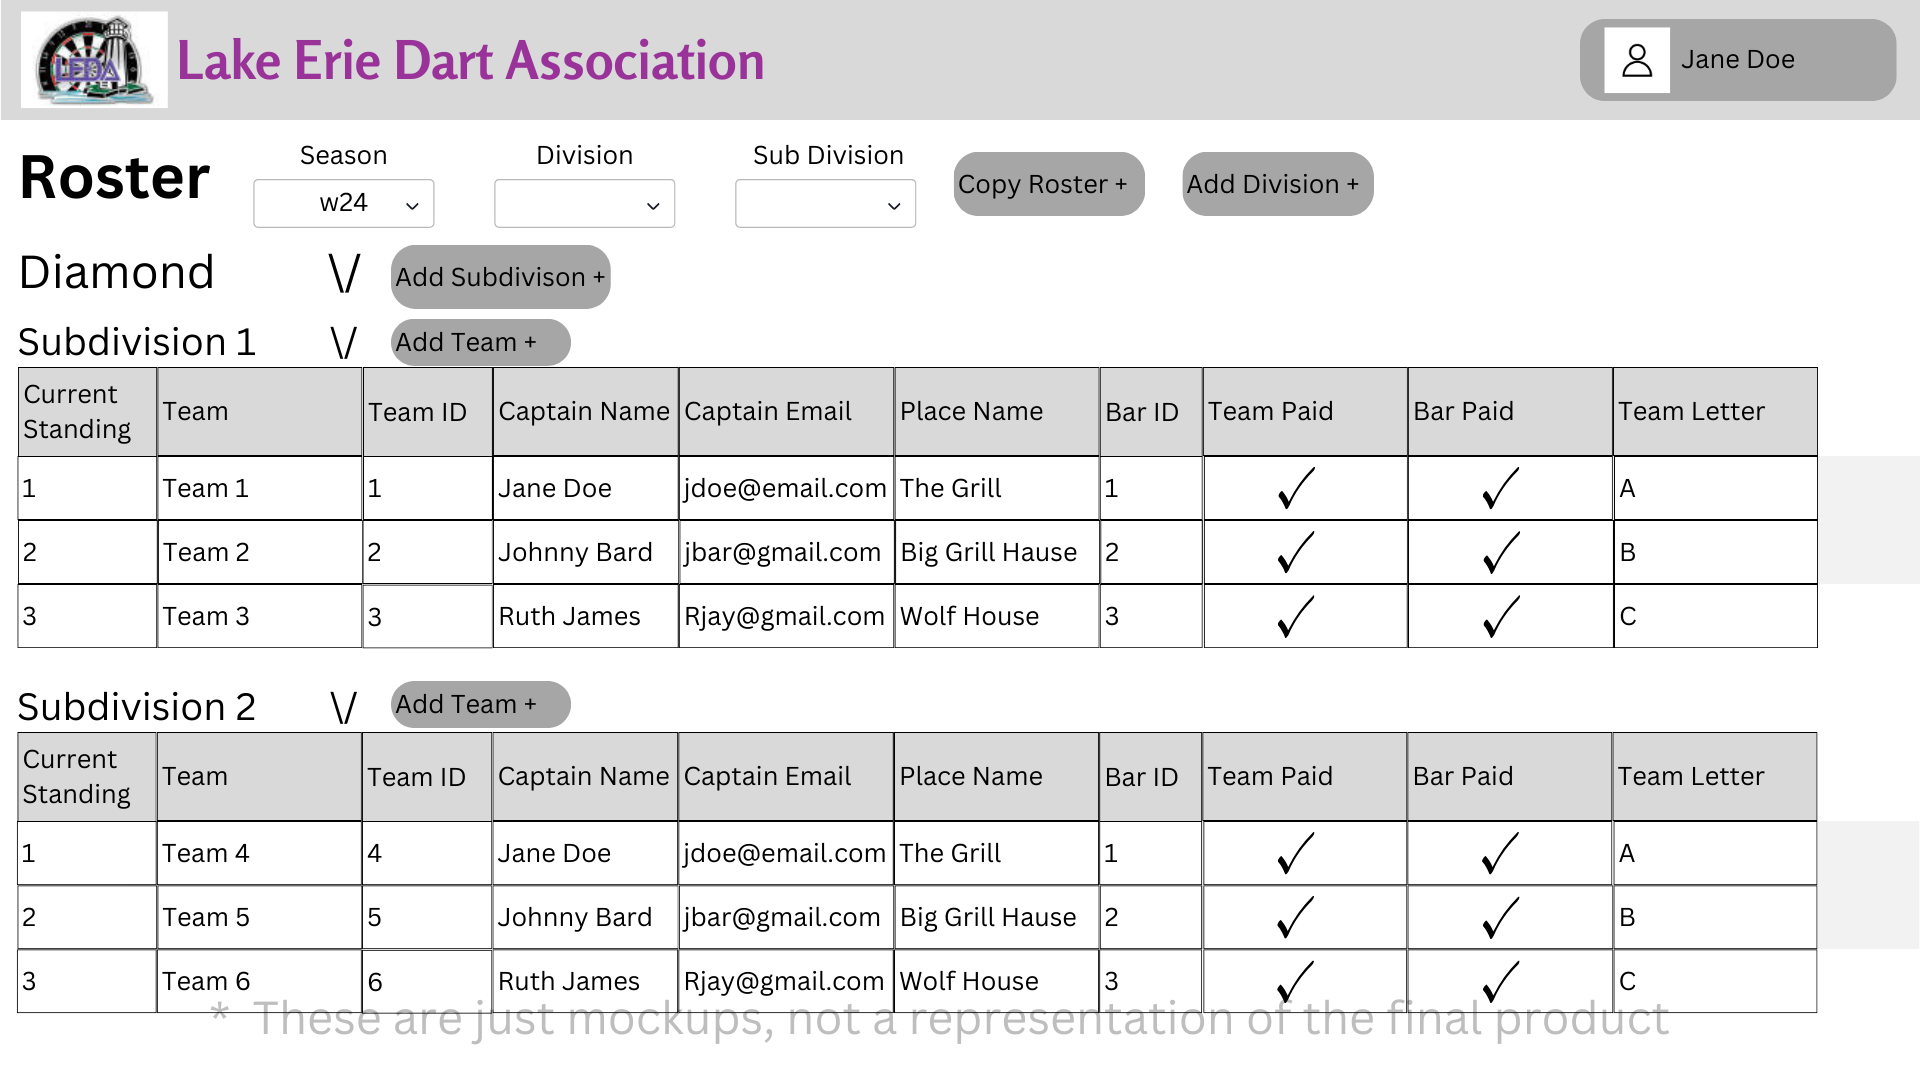 LEDA
Lake Erie Dart Association
Jane Doe
Roster
Season
Division
Sub Division
w24
Copy Roster +
Add Division +
Diamond \/ Add Subdivison +
Subdivision 1 \/ Add Team +
Current Standing Team Team ID Captain Name Captain Email Place Name Bar ID Team Paid Bar Paid Team Letter
1 Team 1 1 Jane Doe jdoe@email.com The Grill 1 ✓ ✓ A
2 Team 2 2 Johnny Bard jbar@gmail.com Big Grill Hause 2 ✓ ✓ B
3 Team 3 3 Ruth James Rjay@gmail.com Wolf House 3 ✓ ✓ C
Subdivision 2 \/ Add Team +
Current Standing Team Team ID Captain Name Captain Email Place Name Bar ID Team Paid Bar Paid Team Letter
1 Team 4 4 Jane Doe jdoe@email.com The Grill 1 ✓ ✓ A
2 Team 5 5 Johnny Bard jbar@gmail.com Big Grill Hause 2 ✓ ✓ B
3 Team 6 6 Ruth James Rjay@gmail.com Wolf House 3 ✓ ✓ C
* These are just mockups, not a representation of the final product